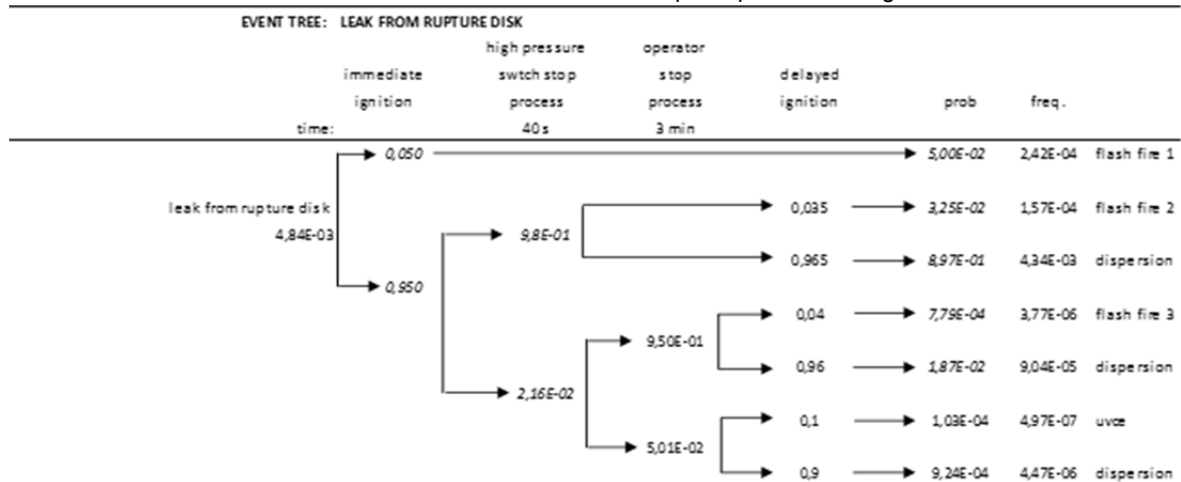 EVENT TREE: LEAK FROM RUPTURE DISK
high pressure operator
immediate swtch stop stop delayed
ignition process process ignition prob freq.
time: 40s 3 min
0,050 5,00E-02 2,42E-04 flash fire 1
leak from rupture disk 0,035 3,25E-02 1,57E-04 flash fire 2
4,84E-03 9,8E-01
0,965 8,97E-01 4,34E-03 dispersion
0,950
0,04 7,79E-04 3,77E-06 flash fire 3
9,50E-01
0,96 1,87E-02 9,04E-05 dispersion
2,16E-02
0,1 1,03E-04 4,97E-07 uvce
5,01E-02
0,9 9,24E-04 4,47E-06 dispersion